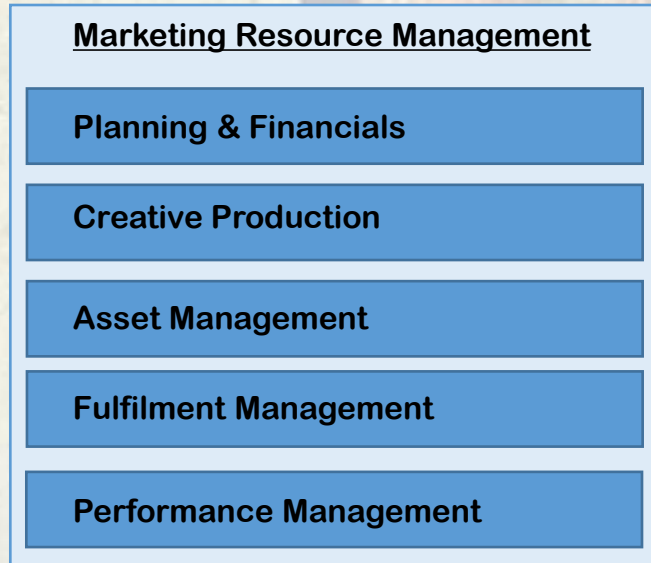 Marketing Resource Management
Planning & Financials
Creative Production
Asset Management
Fulfilment Management
Performance Management